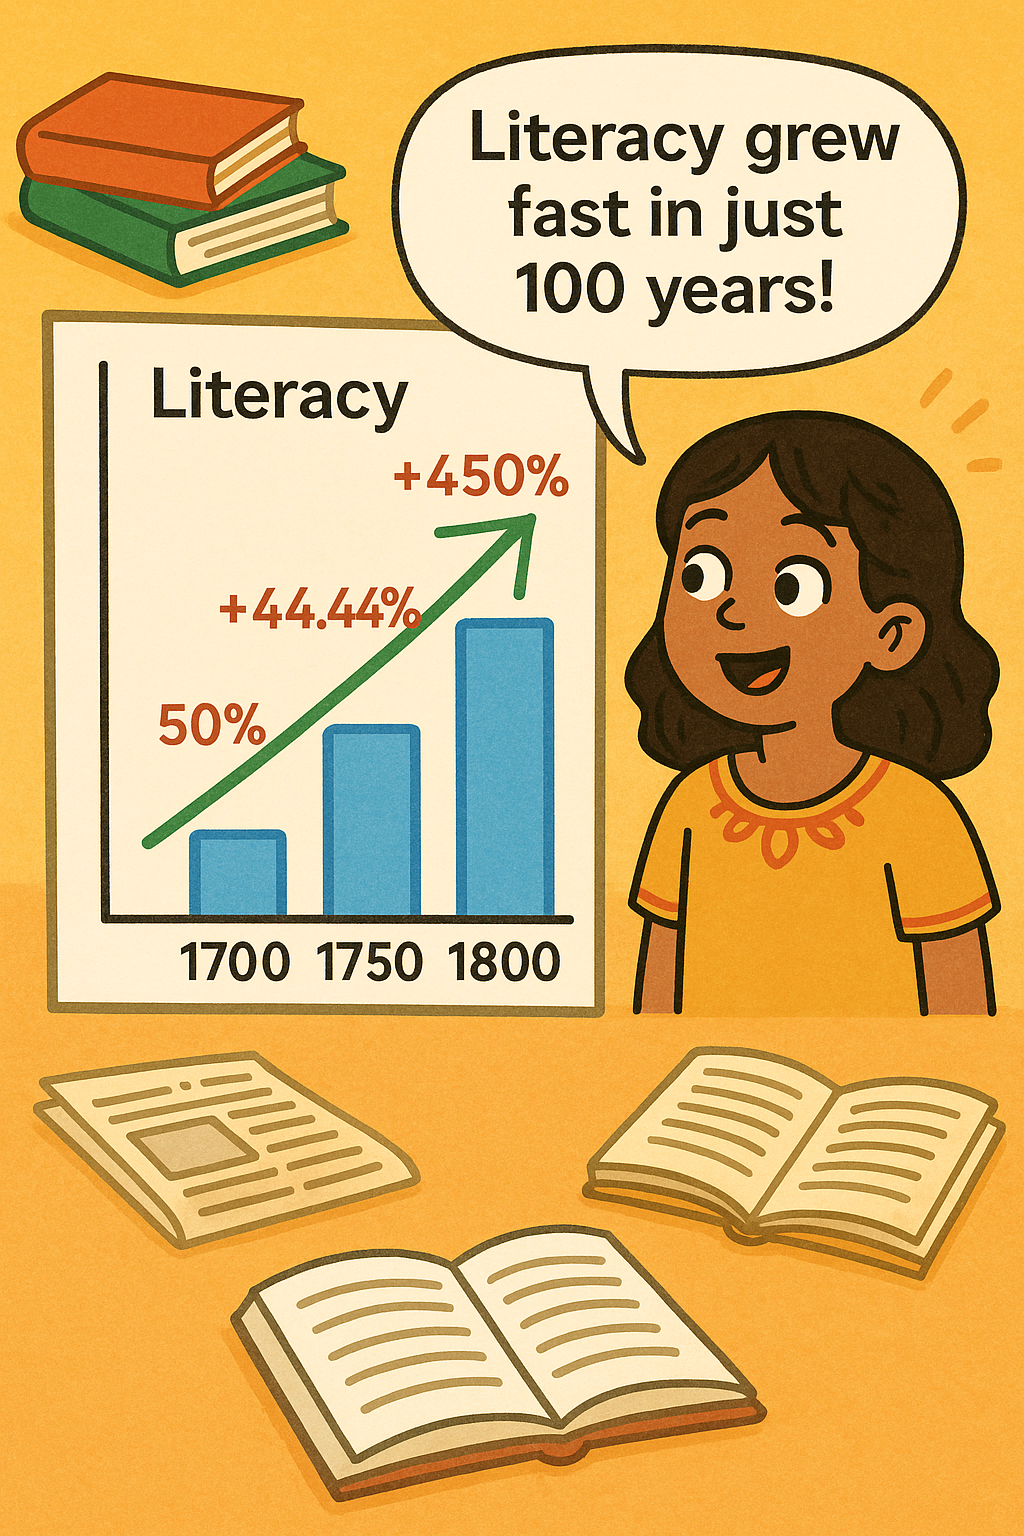 Literacy grew
fast in just
100 years!
Literacy
+450%
+44.44%
50%
1700 1750 1800